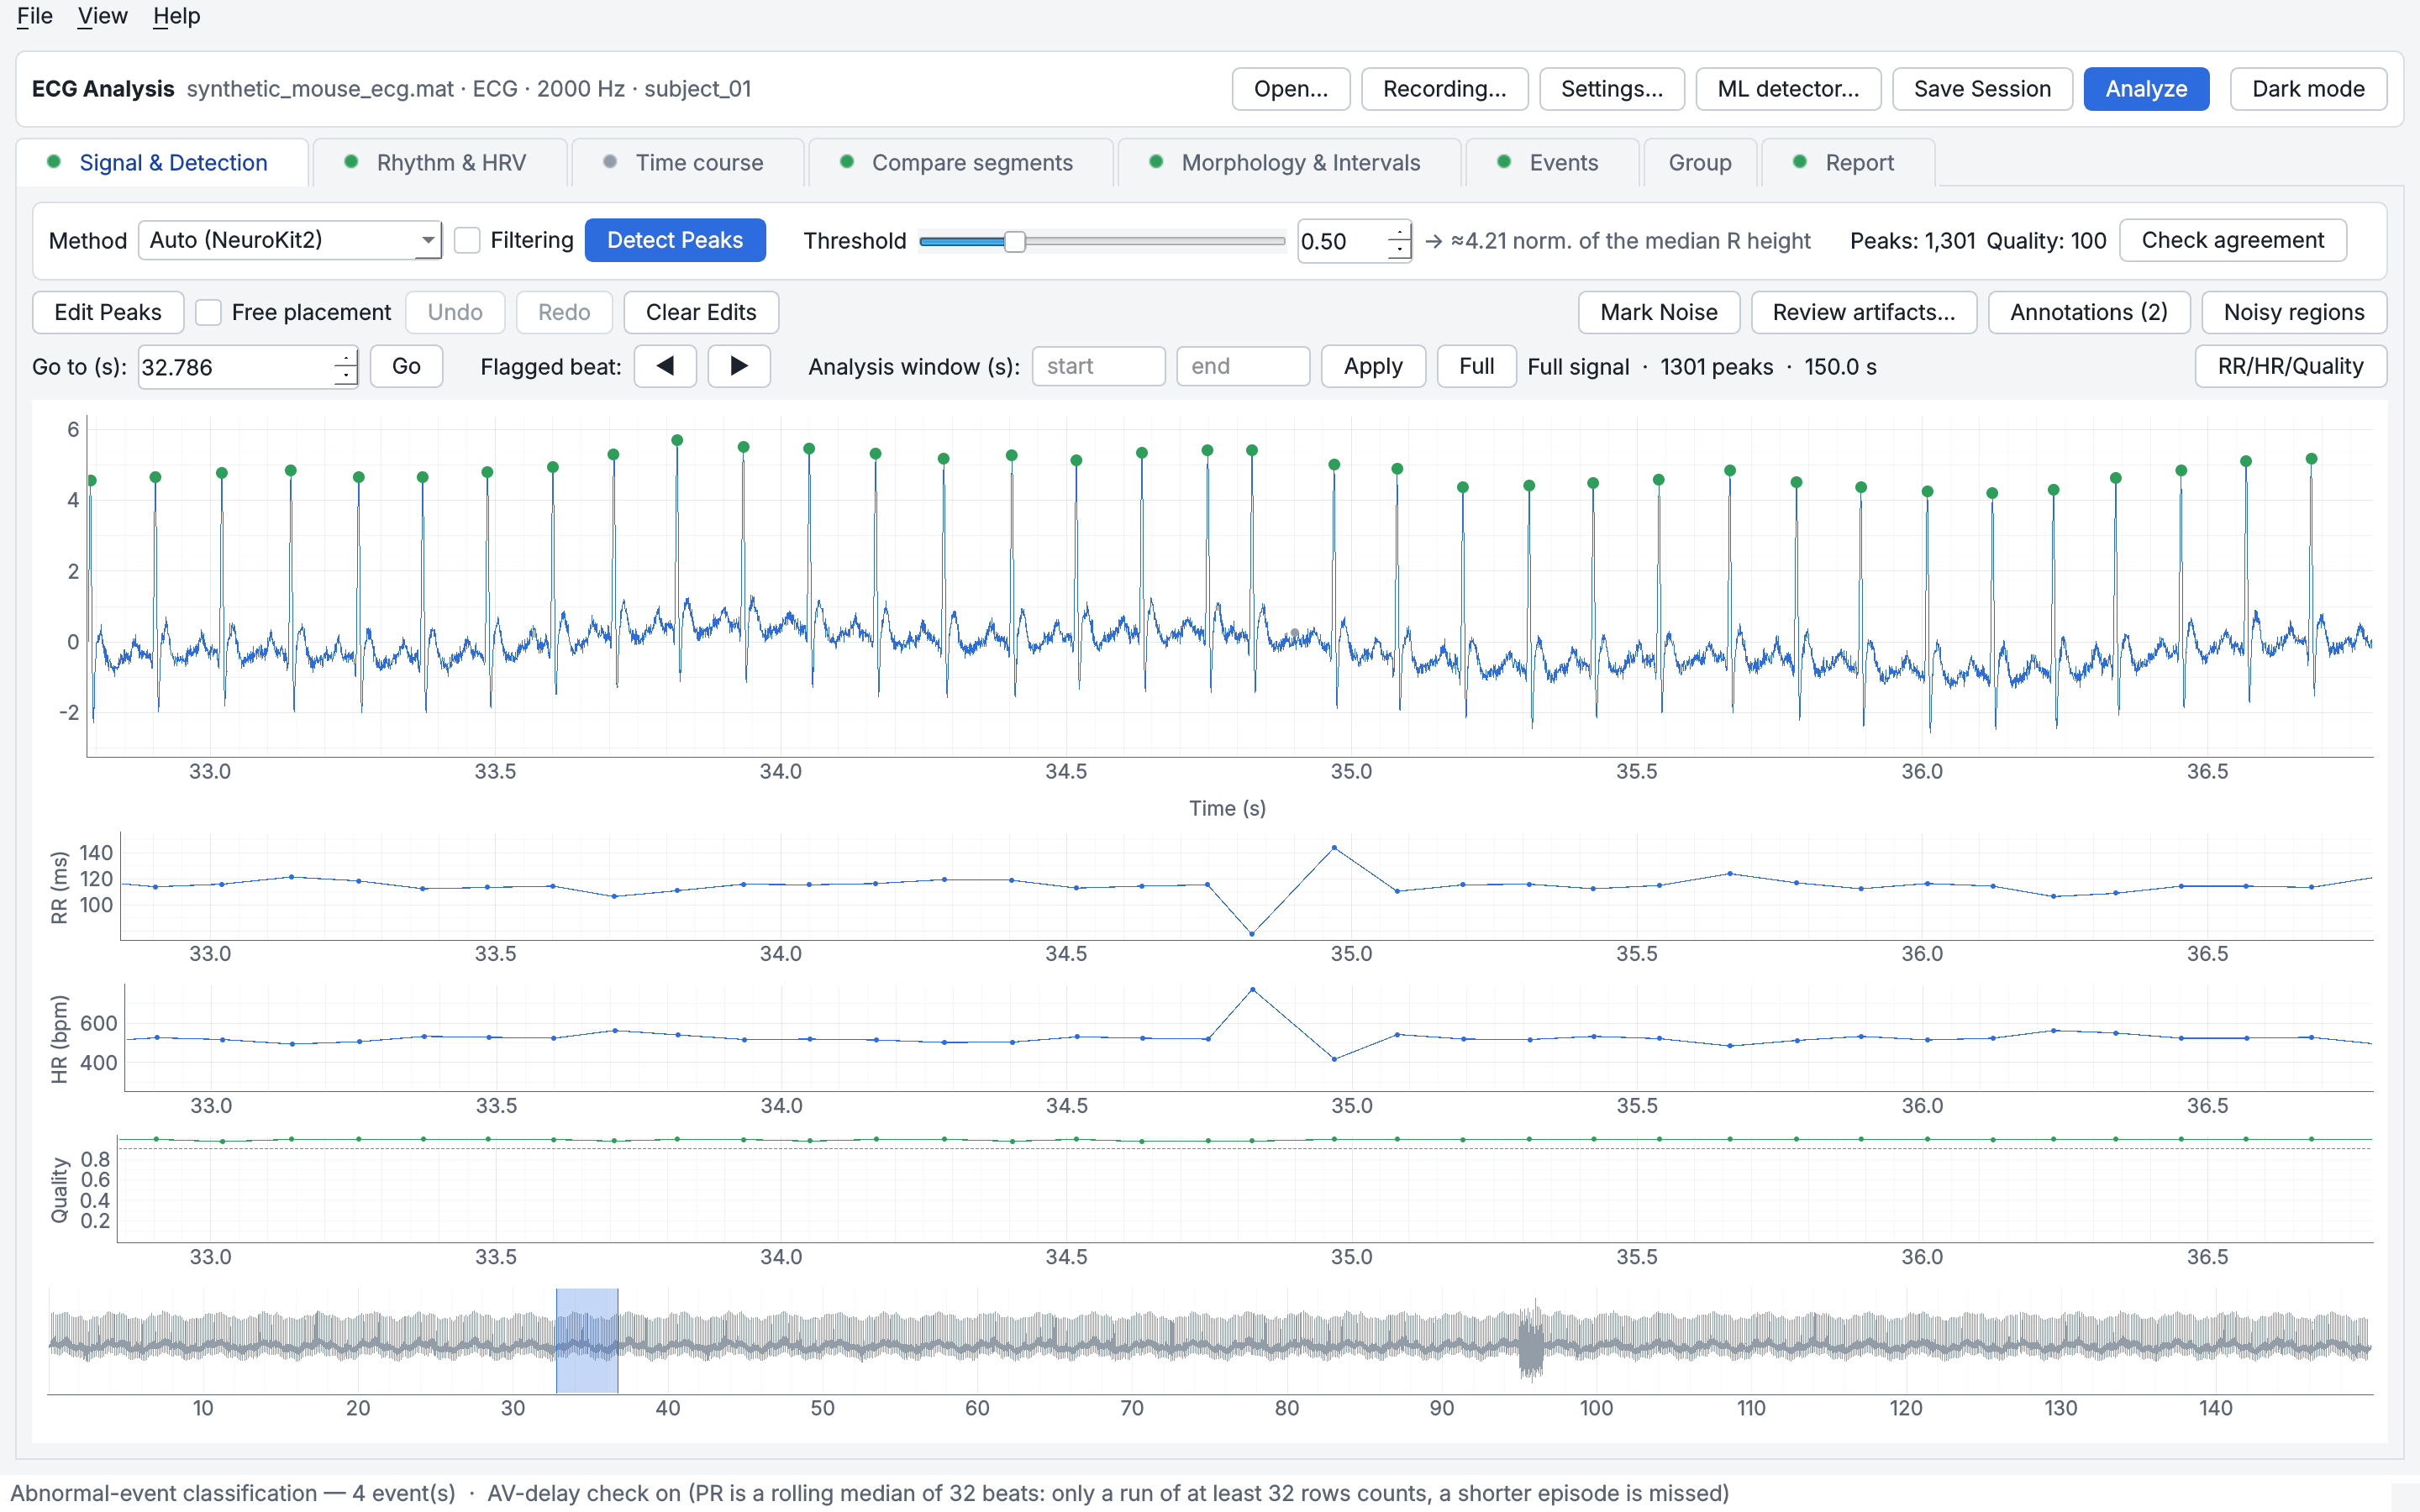 File View Help
ECG Analysis synthetic_mouse_ecg.mat · ECG · 2000 Hz · subject_01 Open... Recording... Settings... ML detector... Save Session Analyze Dark mode
Signal & Detection Rhythm & HRV Time course Compare segments Morphology & Intervals Events Group Report
Method Auto (NeuroKit2) Filtering Detect Peaks Threshold 0.50 → ≈4.21 norm. of the median R height Peaks: 1,301 Quality: 100 Check agreement
Edit Peaks Free placement Undo Redo Clear Edits Mark Noise Review artifacts... Annotations (2) Noisy regions
Go to (s): 32.786 Go Flagged beat: ◀ ▶ Analysis window (s): start end Apply Full Full signal · 1301 peaks · 150.0 s RR/HR/Quality
6
4
2
0
-2
33.0 33.5 34.0 34.5 35.0 35.5 36.0 36.5
Time (s)
RR (ms)
140
120
100
33.0 33.5 34.0 34.5 35.0 35.5 36.0 36.5
HR (bpm)
600
400
33.0 33.5 34.0 34.5 35.0 35.5 36.0 36.5
Quality
0.8
0.6
0.4
0.2
33.0 33.5 34.0 34.5 35.0 35.5 36.0 36.5
10 20 30 40 50 60 70 80 90 100 110 120 130 140
Abnormal-event classification — 4 event(s) · AV-delay check on (PR is a rolling median of 32 beats: only a run of at least 32 rows counts, a shorter episode is missed)